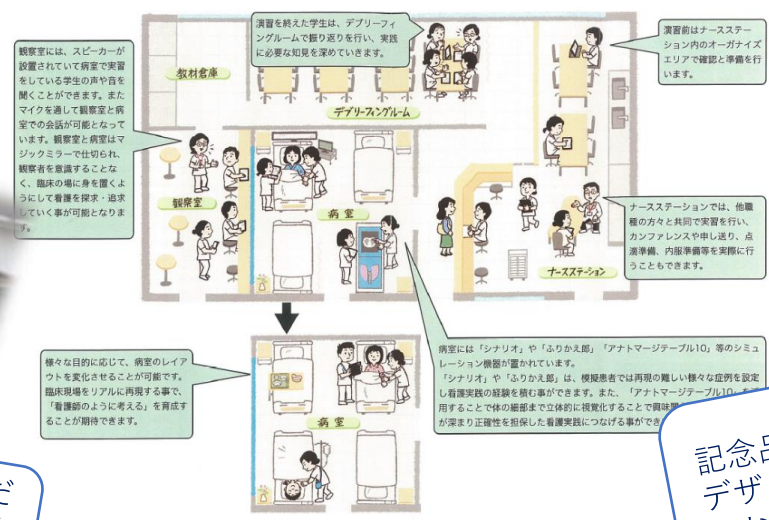 観察室には、スピーカーが
設置されていて病室で実習
をしている学生の声や音を
聞くことができます。また
マイクを通して観察室と病
室での会話が可能となって
います。観察室と病室はマ
ジックミラーで仕切られ、
観察者を意識することな
く、臨床の場に身を置くよ
うにして看護を探求・追求
していく事が可能となりま
す。
演習を終えた学生は、デブリーフィ
ングルームで振り返りを行い、実践
に必要な知見を深めていきます。
演習前はナースステー
ション内のオーガナイズ
エリアで確認と準備を行
います。
教材倉庫
デブリーフィングルーム
観察室
病室
ナースステーション
ナースステーションでは、他職
種の方々と共同で実習を行い、
カンファレンスや申し送り、点
滴準備、内服準備等を実際に行
うこともできます。
様々な目的に応じて、病室のレイア
ウトを変化させることが可能です。
臨床現場をリアルに再現する事で、
「看護師のように考える」を育成す
ることが期待できます。
病室
病室には「シナリオ」や「ふりかえ郎」「アナトマージテーブル10」等のシミュ
レーション機器が置かれています。
「シナリオ」や「ふりかえ郎」は、模擬患者では再現の難しい様々な症例を設定
し看護実践の経験を積む事ができます。また、「アナトマージテーブル10」を
用することで体の細部まで立体的に視覚化することで興味
が深まり正確性を担保した看護実践につなげる事ができ
だ
記念品
デザ